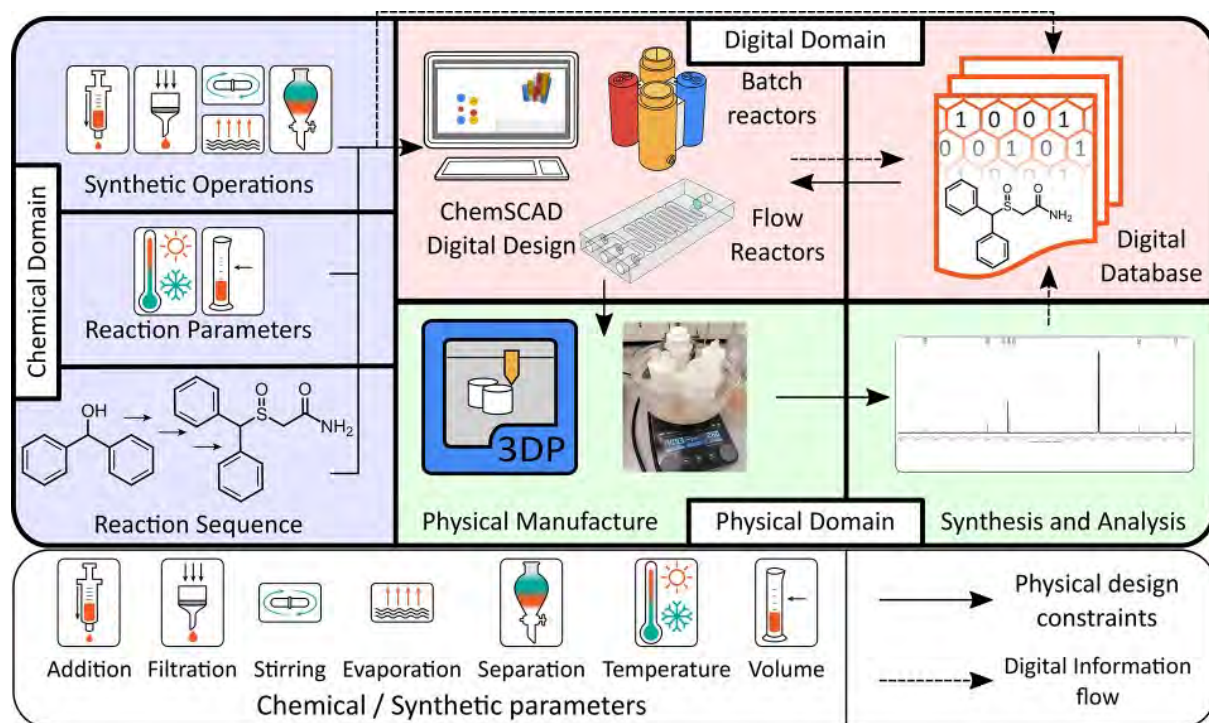 Chemical Domain
Synthetic Operations
Reaction Parameters
OH
O
S
O
NH2
Reaction Sequence
Digital Domain
Batch
reactors
ChemSCAD
Digital Design
Flow
Reactors
1 0 0 1
0 0 1 0 1
O
S
O
NH2
Digital
Database
3DP
Physical Manufacture
Physical Domain
Synthesis and Analysis
Addition
Filtration
Stirring
Evaporation
Separation
Temperature
Volume
Chemical / Synthetic parameters
Physical design
constraints
Digital Information
flow